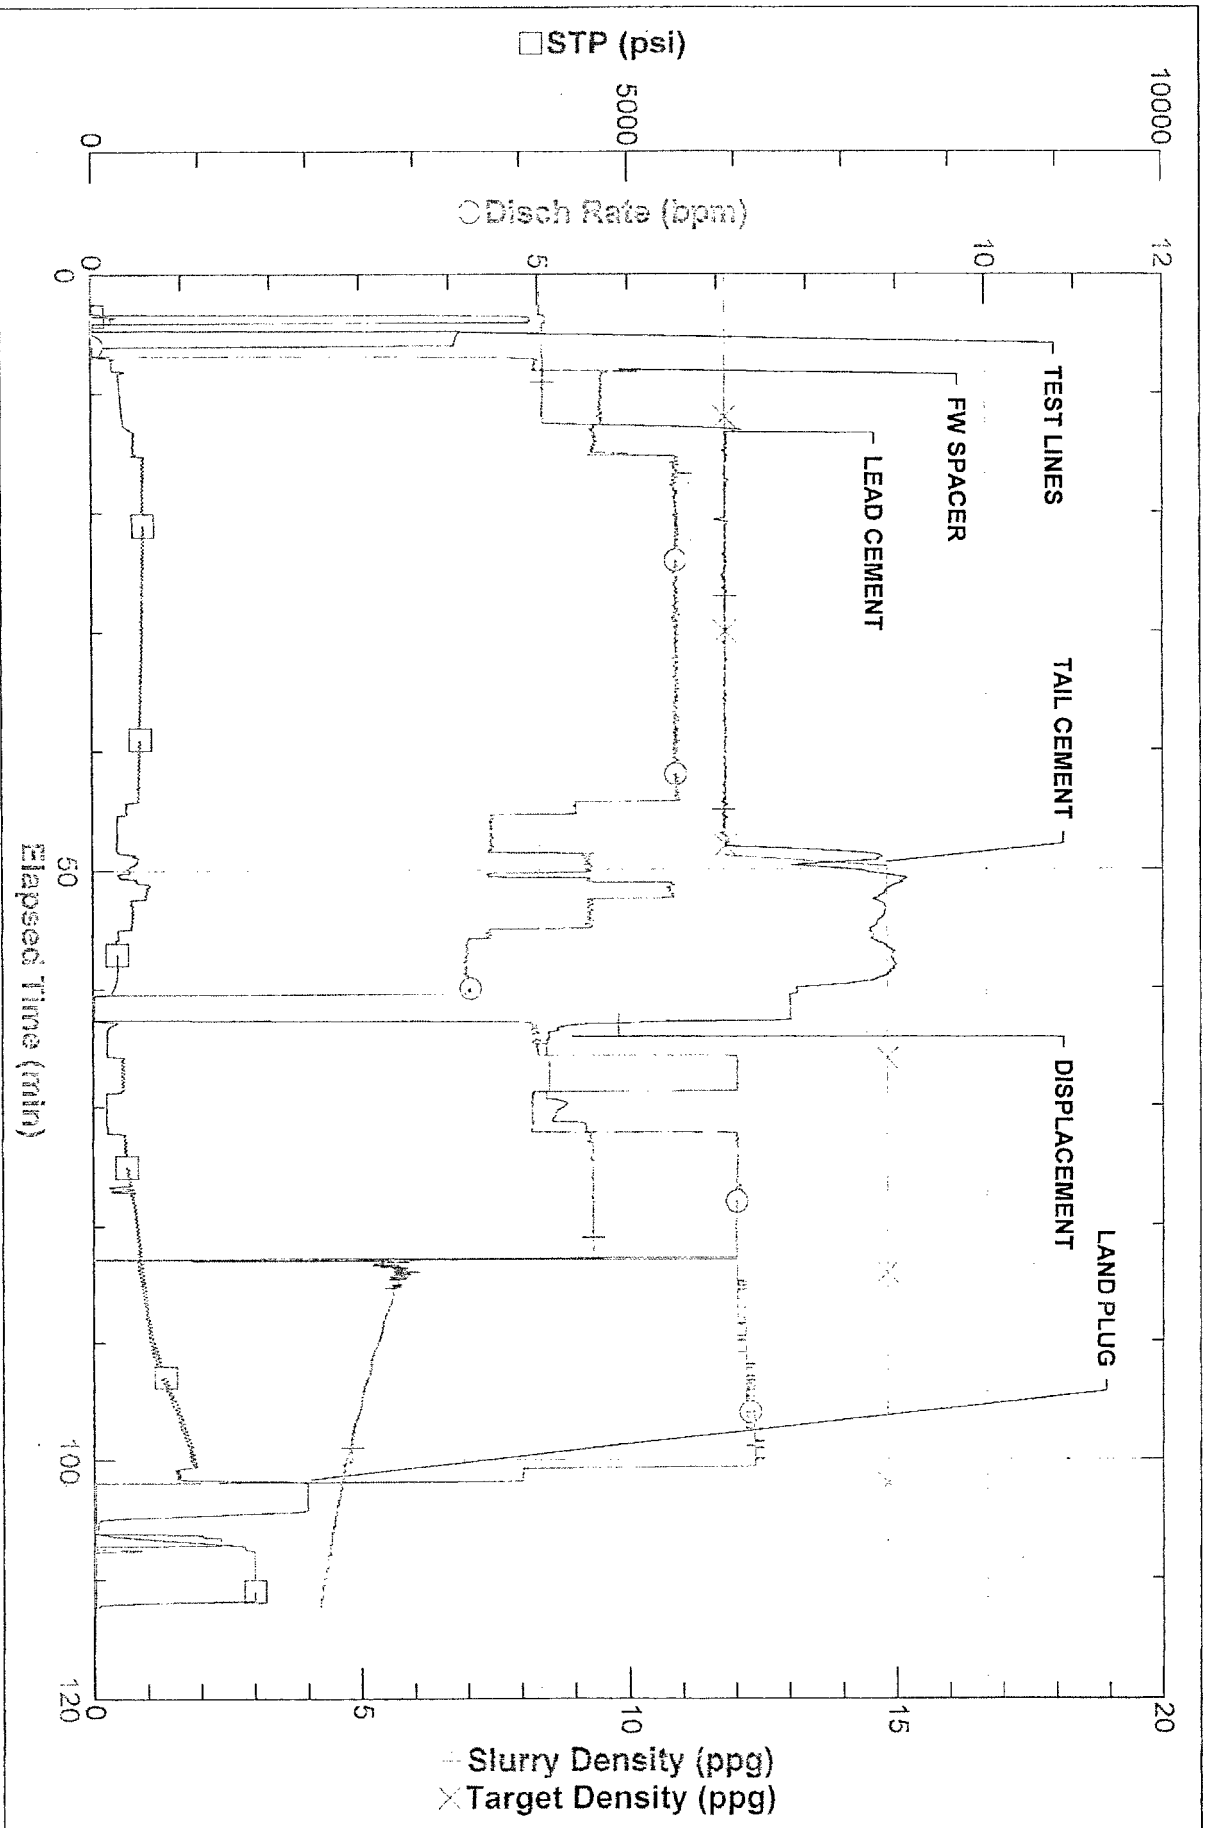 □STP (psi)
0
5000
10000
○Disch Rate (bpm)
0
5
10
12
TEST LINES
FW SPACER
LEAD CEMENT
TAIL CEMENT
DISPLACEMENT
LAND PLUG
0
50
100
120
Elapsed Time (min)
0
5
10
15
20
Slurry Density (ppg)
Target Density (ppg)